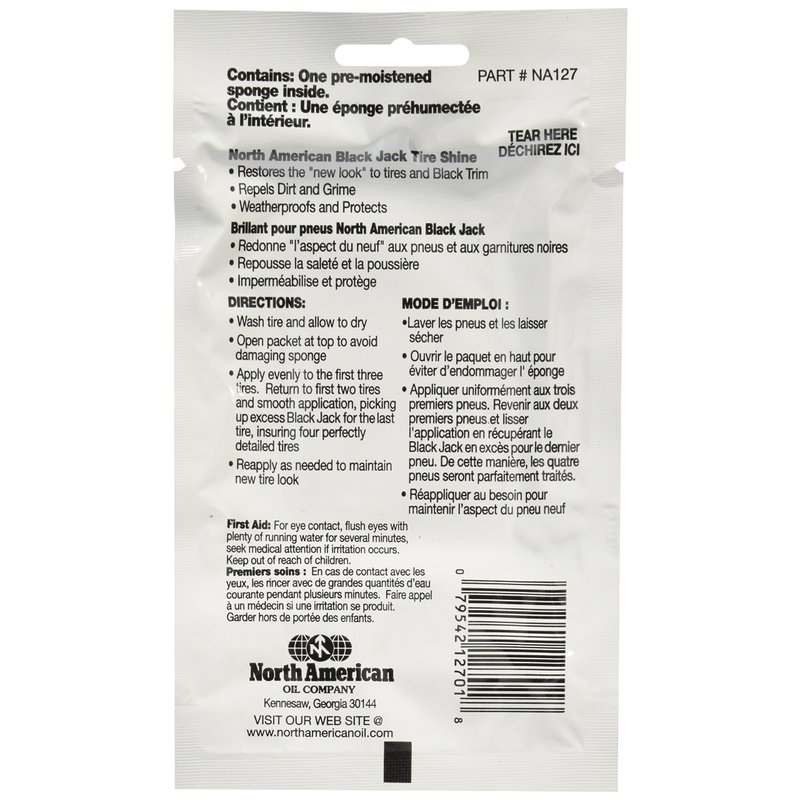 Contains: One pre-moistened
sponge inside.
Contient : Une éponge préhumectée
à l'intérieur.
PART # NA127
TEAR HERE
DÉCHIREZ ICI
North American Black Jack Tire Shine
• Restores the "new look" to tires and Black Trim
• Repels Dirt and Grime
• Weatherproofs and Protects
Brillant pour pneus North American Black Jack
• Redonne "l'aspect du neuf" aux pneus et aux garnitures noires
• Repousse la saleté et la poussière
• Imperméabilise et protège
DIRECTIONS:
• Wash tire and allow to dry
• Open packet at top to avoid
damaging sponge
• Apply evenly to the first three
tires. Return to first two tires
and smooth application, picking
up excess Black Jack for the last
tire, insuring four perfectly
detailed tires
• Reapply as needed to maintain
new tire look
MODE D'EMPLOI :
•Laver les pneus et les laisser
sécher
• Ouvrir le paquet en haut pour
éviter d'endommager l' éponge
• Appliquer uniformément aux trois
premiers pneus. Revenir aux deux
premiers pneus et lisser
l'application en récupérant le
Black Jack en excès pour le dernier
pneu. De cette manière, les quatre
pneus seront parfaitement traités.
• Réappliquer au besoin pour
maintenir l'aspect du pneu neuf
First Aid: For eye contact, flush eyes with
plenty of running water for several minutes,
seek medical attention if irritation occurs.
Keep out of reach of children.
Premiers soins : En cas de contact avec les
yeux, les rincer avec de grandes quantités d'eau
courante pendant plusieurs minutes. Faire appel
à un médecin si une irritation se produit.
Garder hors de portée des enfants.
North American
OIL COMPANY
Kennesaw, Georgia 30144
VISIT OUR WEB SITE @
www.northamericanoil.com
0 79542 12701 8